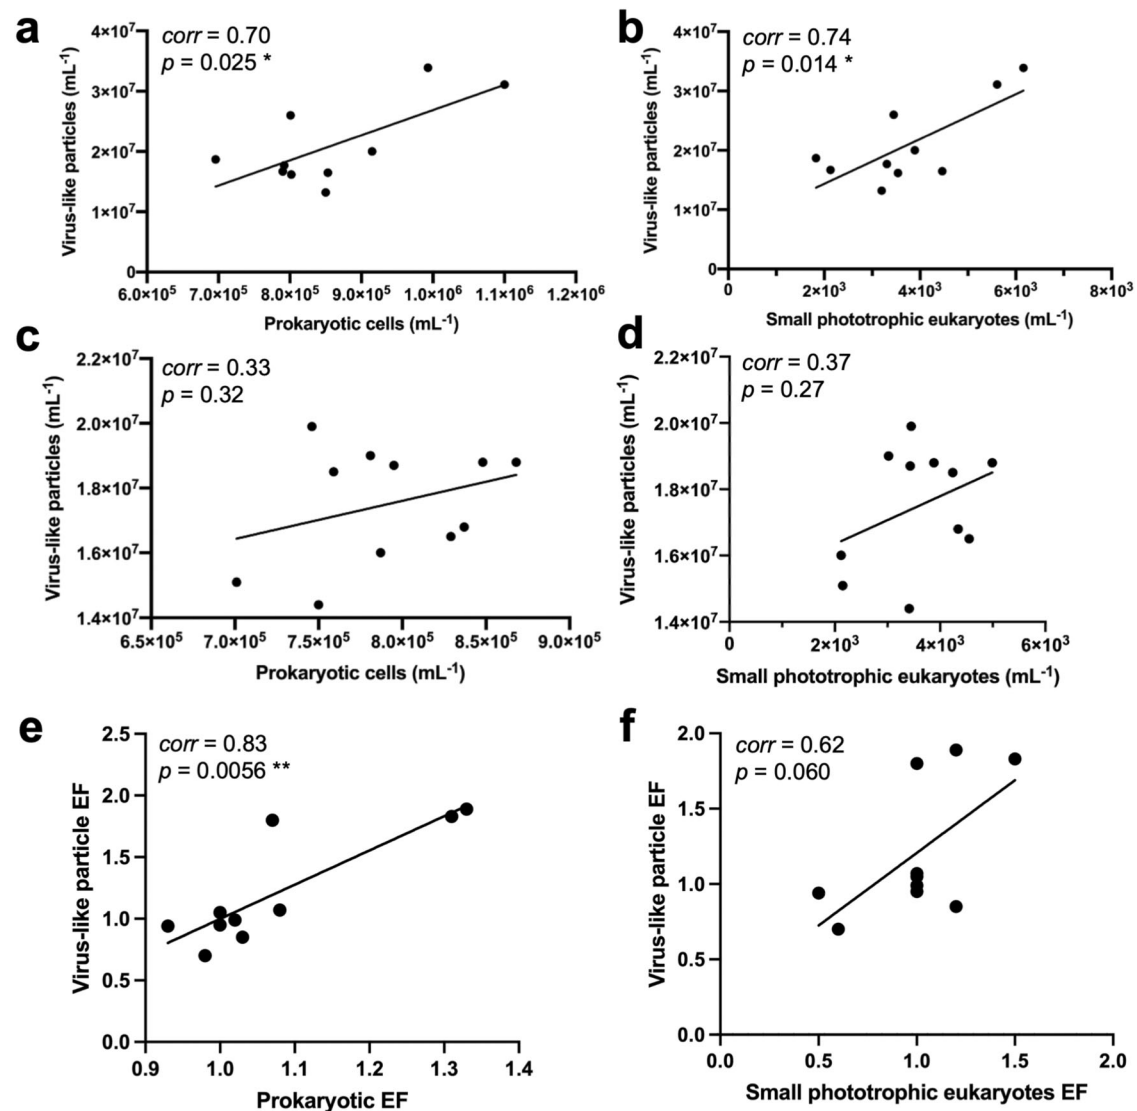 a
corr = 0.70
p = 0.025 *
4×10⁷
3×10⁷
2×10⁷
1×10⁷
0
Virus-like particles (mL⁻¹)
6.0×10⁵ 7.0×10⁵ 8.0×10⁵ 9.0×10⁵ 1.0×10⁶ 1.1×10⁶ 1.2×10⁶
Prokaryotic cells (mL⁻¹)
b
corr = 0.74
p = 0.014 *
4×10⁷
3×10⁷
2×10⁷
1×10⁷
0
Virus-like particles (mL⁻¹)
0 2×10³ 4×10³ 6×10³ 8×10³
Small phototrophic eukaryotes (mL⁻¹)
c
corr = 0.33
p = 0.32
2.2×10⁷
2.0×10⁷
1.8×10⁷
1.6×10⁷
1.4×10⁷
Virus-like particles (mL⁻¹)
6.5×10⁵ 7.0×10⁵ 7.5×10⁵ 8.0×10⁵ 8.5×10⁵ 9.0×10⁵
Prokaryotic cells (mL⁻¹)
d
corr = 0.37
p = 0.27
2.2×10⁷
2.0×10⁷
1.8×10⁷
1.6×10⁷
1.4×10⁷
Virus-like particles (mL⁻¹)
0 2×10³ 4×10³ 6×10³
Small phototrophic eukaryotes (mL⁻¹)
e
corr = 0.83
p = 0.0056 **
2.5
2.0
1.5
1.0
0.5
0.0
Virus-like particle EF
0.9 1.0 1.1 1.2 1.3 1.4
Prokaryotic EF
f
corr = 0.62
p = 0.060
2.0
1.5
1.0
0.5
0.0
Virus-like particle EF
0.0 0.5 1.0 1.5 2.0
Small phototrophic eukaryotes EF